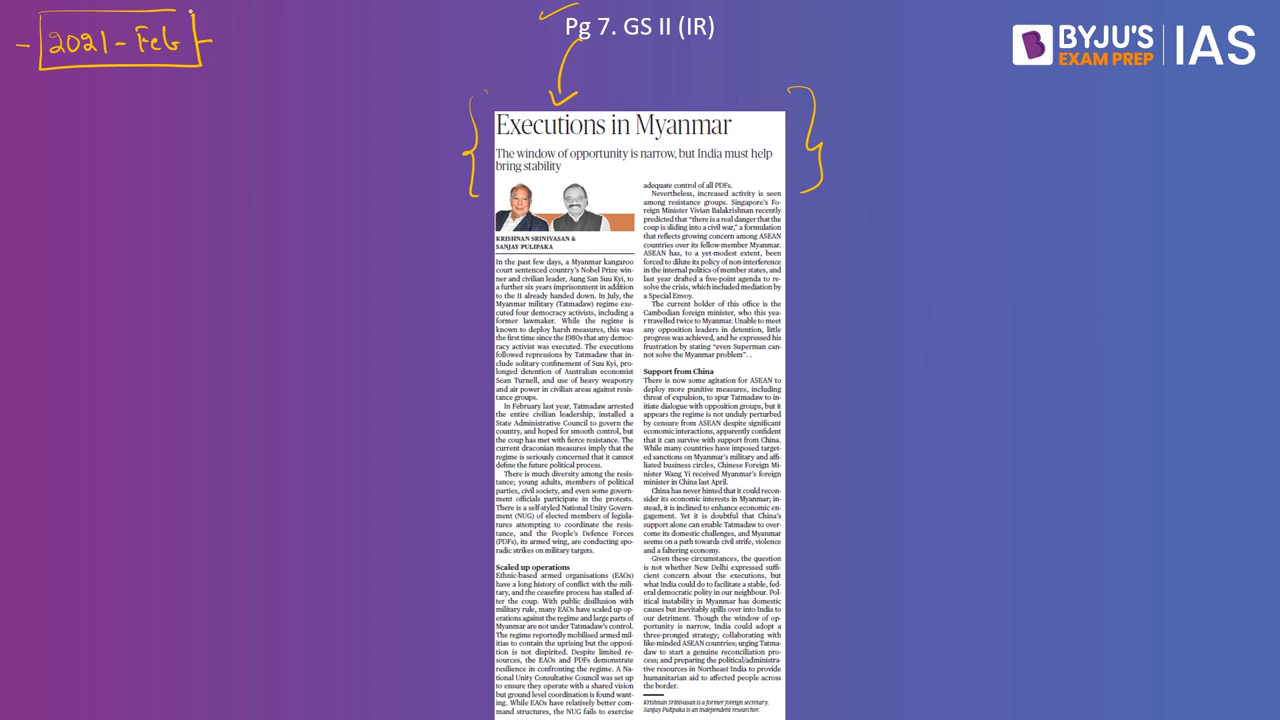 2021 - Feb
Pg 7. GS II (IR)
BYJU'S
EXAM PREP
IAS
Executions in Myanmar
The window of opportunity is narrow, but India must help
bring stability
KRISHNAN SRINIVASAN &
SANJAY PULIPAKA
In the past few days, a Myanmar kangaroo
court sentenced country's Nobel Prize win-
ner and civilian leader, Aung San Suu Kyi, to
a further six years imprisonment in addition
to the 11 already handed down. In July, the
Myanmar military (Tatmadaw) regime exe-
cuted four democracy activists, including a
former lawmaker. While the regime is
known to deploy harsh measures, this was
the first time since the 1980s that any democ-
racy activist was executed. The executions
followed repressions by Tatmadaw that in-
clude solitary confinement of Suu Kyi, pro-
longed detention of Australian economist
Sean Turnell, and use of heavy weaponry
and air power in civilian areas against resis-
tance groups.
In February last year, Tatmadaw arrested
the entire civilian leadership, installed a
State Administrative Council to govern the
country, and hoped for smooth control, but
the coup has met with fierce resistance. The
current draconian measures imply that the
regime is seriously concerned that it cannot
define the future political process.
There is much diversity among the resis-
tance; young adults, members of political
parties, civil society, and even some govern-
ment officials participate in the protests.
There is a self-styled National Unity Govern-
ment (NUG) of elected members of legisla-
tures attempting to coordinate the resis-
tance, and the People's Defence Forces
(PDFs), its armed wing, are conducting spo-
radic strikes on military targets.
Scaled up operations
Ethnic-based armed organisations (EAOs)
have a long history of conflict with the mili-
tary, and the ceasefire process has stalled af-
ter the coup. With public disillusion with
military rule, many EAOs have scaled up op-
erations against the regime and large parts of
Myanmar are not under Tatmadaw's control.
The regime reportedly mobilised armed mil-
itias to contain the uprising but the opposi-
tion is not dispirited. Despite limited re-
sources, the EAOs and PDFs demonstrate
resilience in confronting the regime. A Na-
tional Unity Consultative Council was set up
to ensure they operate with a shared vision
but ground level coordination is found want-
ing. While EAOs have relatively better com-
mand structures, the NUG fails to exercise
adequate control of all PDFs.
Nevertheless, increased activity is seen
among resistance groups. Singapore's Fo-
reign Minister Vivian Balakrishnan recently
predicted that "there is a real danger that the
coup is sliding into a civil war," a formulation
that reflects growing concern among ASEAN
countries over its fellow-member Myanmar.
ASEAN has, to a yet-modest extent, been
forced to dilute its policy of non-interference
in the internal politics of member states, and
last year drafted a five-point agenda to re-
solve the crisis, which included mediation by
a Special Envoy.
The current holder of this office is the
Cambodian foreign minister, who this yea-
r travelled twice to Myanmar. Unable to meet
any opposition leaders in detention, little
progress was achieved, and he expressed his
frustration by stating "even Superman can-
not solve the Myanmar problem". .
Support from China
There is now some agitation for ASEAN to
deploy more punitive measures, including
threat of expulsion, to spur Tatmadaw to in-
itiate dialogue with opposition groups, but it
appears the regime is not unduly perturbed
by censure from ASEAN despite significant
economic interactions, apparently confident
that it can survive with support from China.
While many countries have imposed target-
ed sanctions on Myanmar's military and affi-
liated business circles, Chinese Foreign Mi-
nister Wang Yi received Myanmar's foreign
minister in China last April.
China has never hinted that it could recon-
sider its economic interests in Myanmar; in-
stead, it is inclined to enhance economic en-
gagement. Yet it is doubtful that China's
support alone can enable Tatmadaw to over-
come its domestic challenges, and Myanmar
seems on a path towards civil strife, violence
and a faltering economy.
Given these circumstances, the question
is not whether New Delhi expressed suffi-
cient concern about the executions, but
what India could do to facilitate a stable, fed-
eral democratic polity in our neighbour. Pol-
itical instability in Myanmar has domestic
causes but inevitably spills over into India to
our detriment. Though the window of op-
portunity is narrow, India could adopt a
three-pronged strategy; collaborating with
like-minded ASEAN countries; urging Tatma-
daw to start a genuine reconciliation pro-
cess; and preparing the political/administra-
tive resources in Northeast India to provide
humanitarian aid to affected people across
the border.
Krishnan Srinivasan is a former foreign secretary.
Sanjay Pulipaka is an independent researcher.